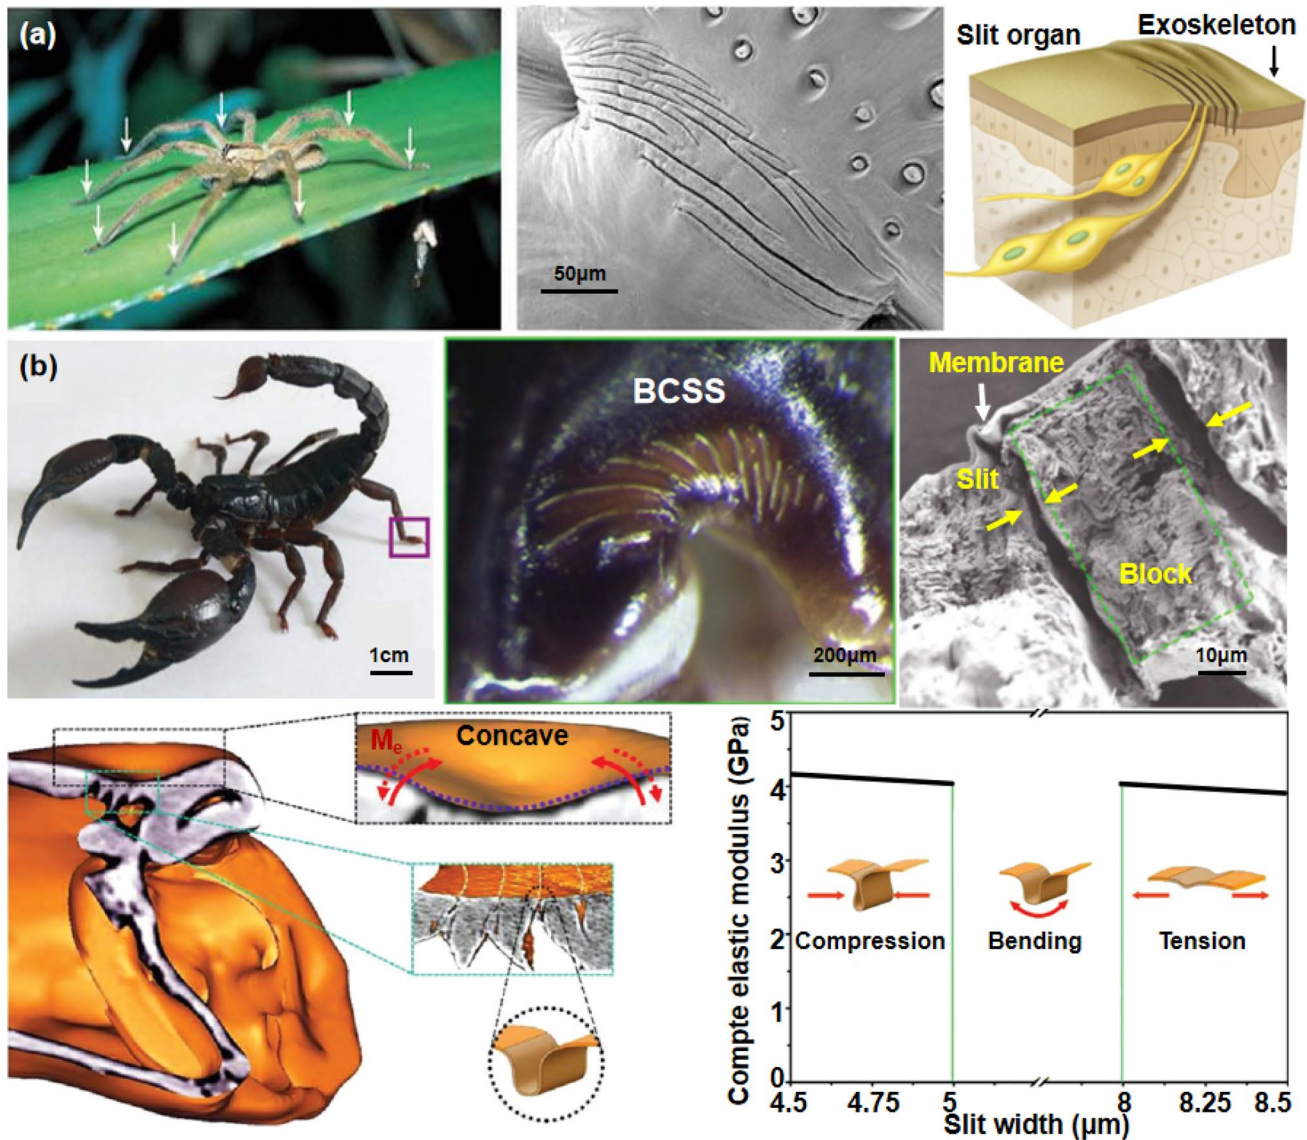 (a)
50μm
Slit organ
Exoskeleton
(b)
1cm
BCSS
200μm
Membrane
Slit
Block
10μm
Me
Concave
Compte elastic modulus (GPa)
5
4
3
2
1
0
Compression
Bending
Tension
4.5
4.75
5
8
8.25
8.5
Slit width (μm)